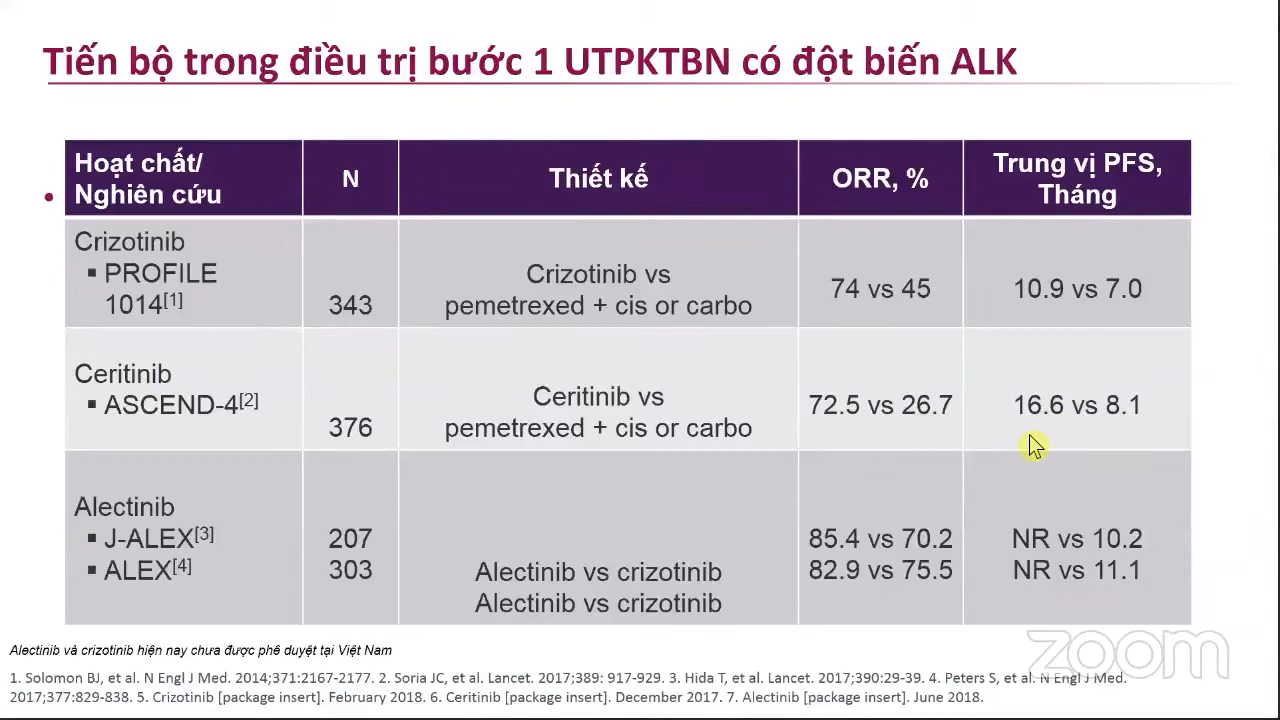 Tiến bộ trong điều trị bước 1 UTPKTBN có đột biến ALK
Hoạt chất/
Nghiên cứu
N
Thiết kế
ORR, %
Trung vị PFS,
Tháng
Crizotinib
▪ PROFILE
1014[1]
343
Crizotinib vs
pemetrexed + cis or carbo
74 vs 45
10.9 vs 7.0
Ceritinib
▪ ASCEND-4[2]
376
Ceritinib vs
pemetrexed + cis or carbo
72.5 vs 26.7
16.6 vs 8.1
Alectinib
▪ J-ALEX[3]
▪ ALEX[4]
207
303
Alectinib vs crizotinib
Alectinib vs crizotinib
85.4 vs 70.2
82.9 vs 75.5
NR vs 10.2
NR vs 11.1
Alectinib và crizotinib hiện nay chưa được phê duyệt tại Việt Nam
1. Solomon BJ, et al. N Engl J Med. 2014;371:2167-2177. 2. Soria JC, et al. Lancet. 2017;389: 917-929. 3. Hida T, et al. Lancet. 2017;390:29-39. 4. Peters S, et al. N Engl J Med.
2017;377:829-838. 5. Crizotinib [package insert]. February 2018. 6. Ceritinib [package insert]. December 2017. 7. Alectinib [package insert]. June 2018.
zoom